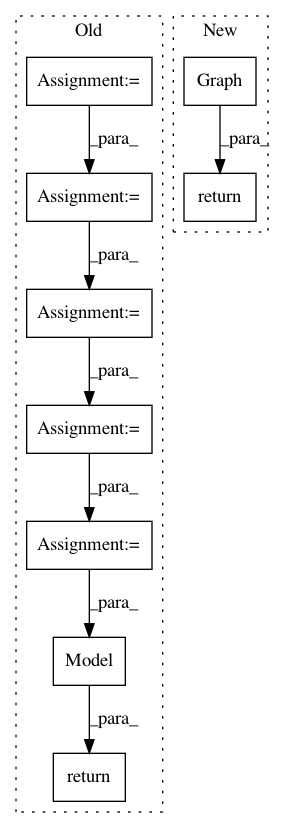 Old
Assignment:=
_para_
Assignment:=
_para_
Assignment:=
_para_
Assignment:=
_para_
Assignment:=
_para_
Model
_para_
return
New
Graph
_para_
return